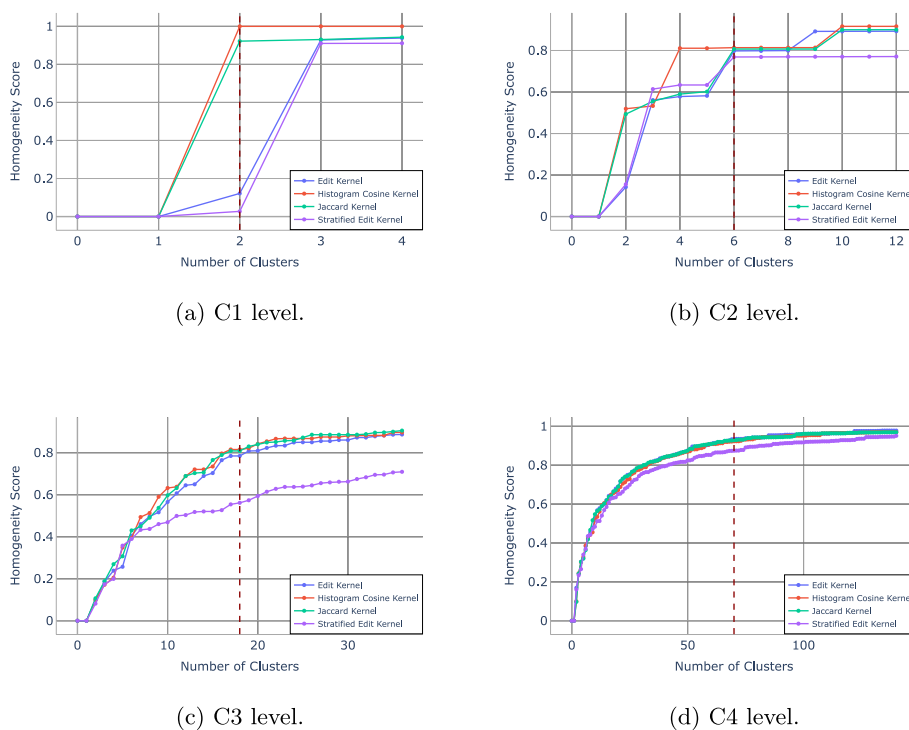 1
0.8
0.6
0.4
0.2
0
Homogeneity Score
Edit Kernel
Histogram Cosine Kernel
Jaccard Kernel
Stratified Edit Kernel
0 1 2 3 4
Number of Clusters
(a) C1 level.
0.8
0.6
0.4
0.2
0
Homogeneity Score
Edit Kernel
Histogram Cosine Kernel
Jaccard Kernel
Stratified Edit Kernel
0 2 4 6 8 10 12
Number of Clusters
(b) C2 level.
0.8
0.6
0.4
0.2
0
Homogeneity Score
Edit Kernel
Histogram Cosine Kernel
Jaccard Kernel
Stratified Edit Kernel
0 10 20 30
Number of Clusters
(c) C3 level.
1
0.8
0.6
0.4
0.2
0
Homogeneity Score
Edit Kernel
Histogram Cosine Kernel
Jaccard Kernel
Stratified Edit Kernel
0 50 100
Number of Clusters
(d) C4 level.